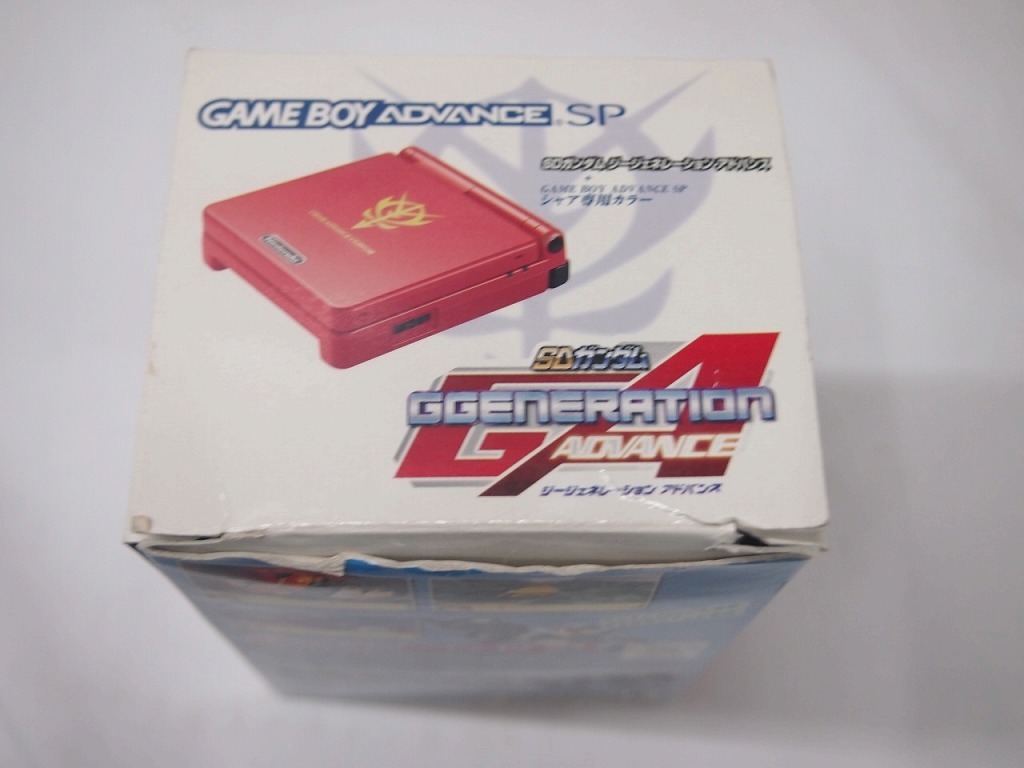 GAME BOY ADVANCE SP
SDガンダム ジージェネレーション アドバンス
+
GAME BOY ADVANCE SP
シャア専用カラー
Nintendo
SDガンダム
GGENERATION
ADVANCE
ジージェネレーション アドバンス